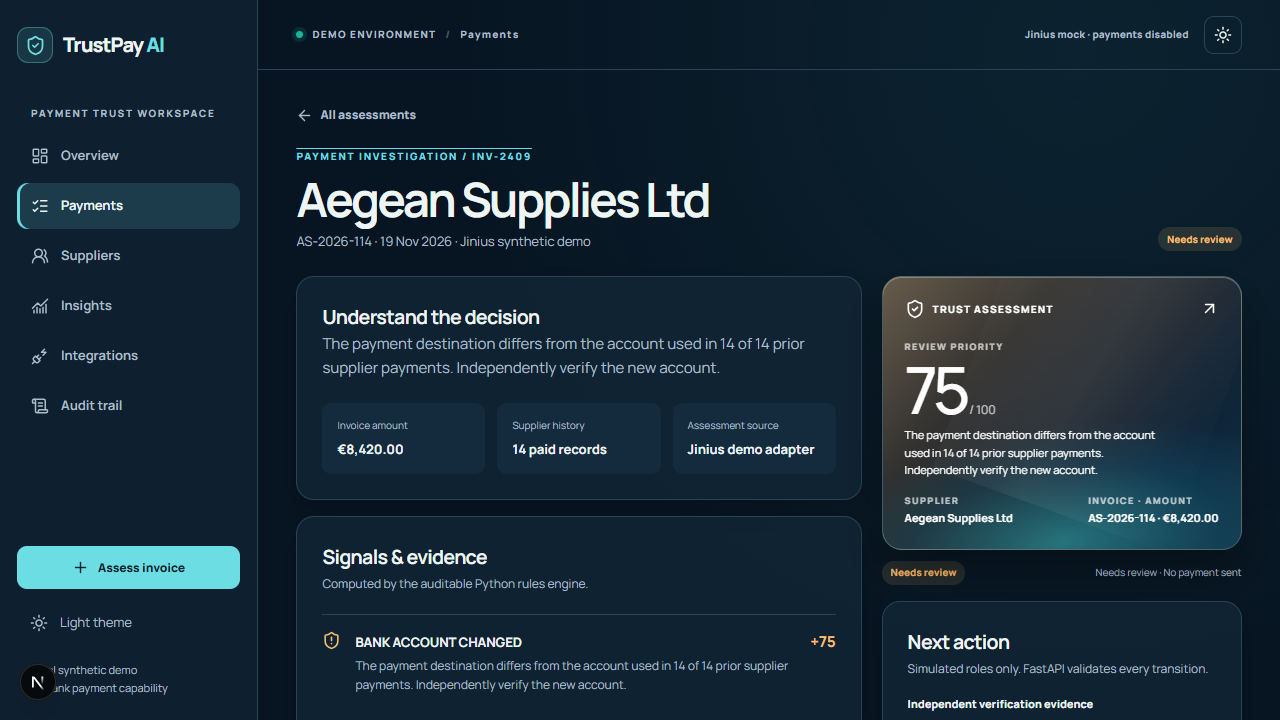 TrustPay AI
DEMO ENVIRONMENT / Payments
Jinius mock · payments disabled
PAYMENT TRUST WORKSPACE
Overview
Payments
Suppliers
Insights
Integrations
Audit trail
Assess invoice
Light theme
synthetic demo
payment capability
N
All assessments
PAYMENT INVESTIGATION / INV-2409
Aegean Supplies Ltd
AS-2026-114 · 19 Nov 2026 · Jinius synthetic demo
Needs review
Understand the decision
The payment destination differs from the account used in 14 of 14 prior
supplier payments. Independently verify the new account.
Invoice amount
€8,420.00
Supplier history
14 paid records
Assessment source
Jinius demo adapter
Signals & evidence
Computed by the auditable Python rules engine.
BANK ACCOUNT CHANGED
+75
The payment destination differs from the account used in 14 of 14 prior supplier
payments. Independently verify the new account.
TRUST ASSESSMENT
REVIEW PRIORITY
75 / 100
The payment destination differs from the account
used in 14 of 14 prior supplier payments.
Independently verify the new account.
SUPPLIER
Aegean Supplies Ltd
INVOICE · AMOUNT
AS-2026-114 · €8,420.00
Needs review
Needs review · No payment sent
Next action
Simulated roles only. FastAPI validates every transition.
Independent verification evidence